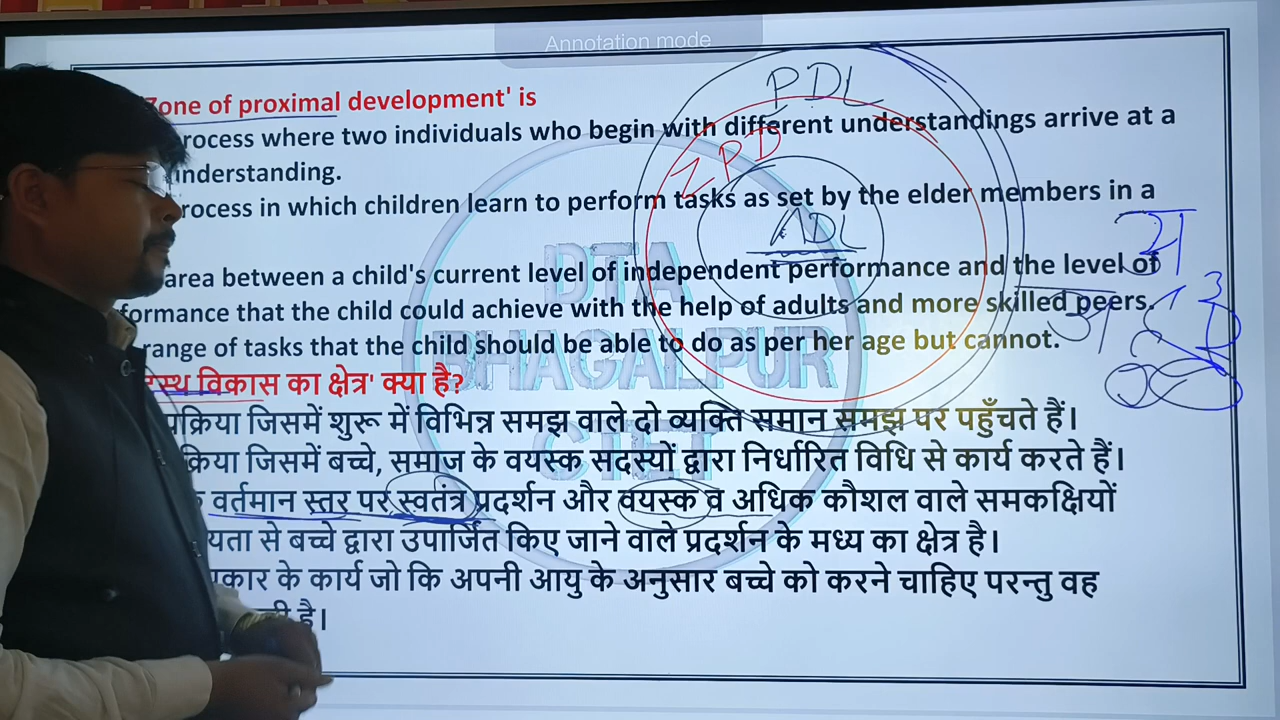 Annotation mode
Zone of proximal development' is
process where two individuals who begin with different understandings arrive at a
understanding.
process in which children learn to perform tasks as set by the elder members in a
area between a child's current level of independent performance and the level of
formance that the child could achieve with the help of adults and more skilled peers.
range of tasks that the child should be able to do as per her age but cannot.
विकास का क्षेत्र' क्या है?
जिसमें शुरू में विभिन्न समझ वाले दो व्यक्ति समान समझ पर पहुँचते हैं।
जिसमें बच्चे, समाज के वयस्क सदस्यों द्वारा निर्धारित विधि से कार्य करते हैं।
वर्तमान स्तर पर स्वतंत्र प्रदर्शन और वयस्क व अधिक कौशल वाले समकक्षियों
यता से बच्चे द्वारा उपार्जित किए जाने वाले प्रदर्शन के मध्य का क्षेत्र है।
के कार्य जो कि अपनी आयु के अनुसार बच्चे को करने चाहिए परन्तु वह
है।
PDL
ZPD
ADL
DTA
BHAGALPUR
CTET